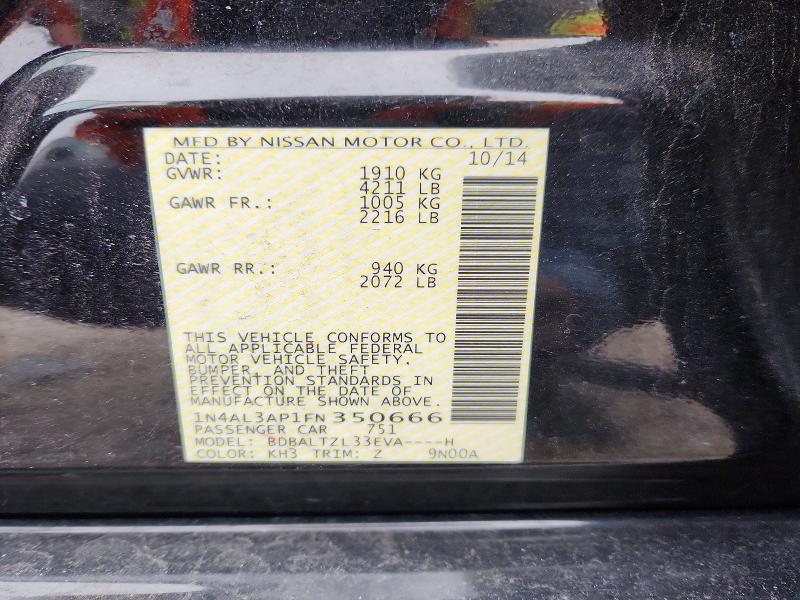 MFD BY NISSAN MOTOR CO., LTD.
DATE: 10/14
GVWR: 1910 KG
4211 LB
GAWR FR.: 1005 KG
2216 LB
GAWR RR.: 940 KG
2072 LB
THIS VEHICLE CONFORMS TO
ALL APPLICABLE FEDERAL
MOTOR VEHICLE SAFETY,
BUMPER, AND THEFT
PREVENTION STANDARDS IN
EFFECT ON THE DATE OF
MANUFACTURE SHOWN ABOVE.
1N4AL3AP1FN350666
PASSENGER CAR 751
MODEL: BDBALTZL33EVA----H
COLOR: KH3 TRIM: Z 9N00A